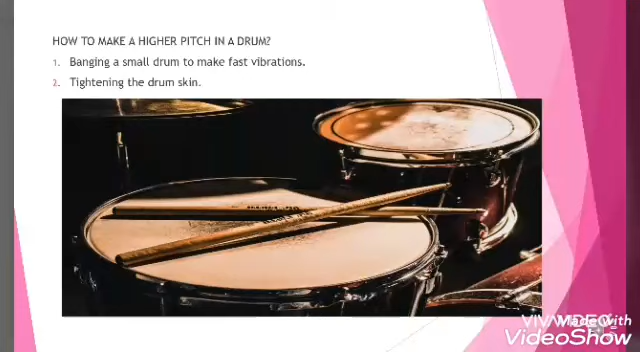 HOW TO MAKE A HIGHER PITCH IN A DRUM?
1. Banging a small drum to make fast vibrations.
2. Tightening the drum skin.
Made with
VideoShow